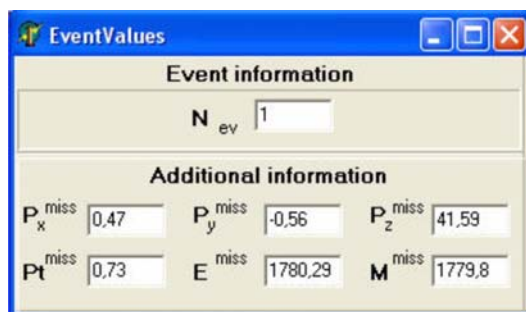 EventValues
Event information
N ev 1
Additional information
P x miss 0,47 P y miss -0,56 P z miss 41,59
Pt miss 0,73 E miss 1780,29 M miss 1779,8